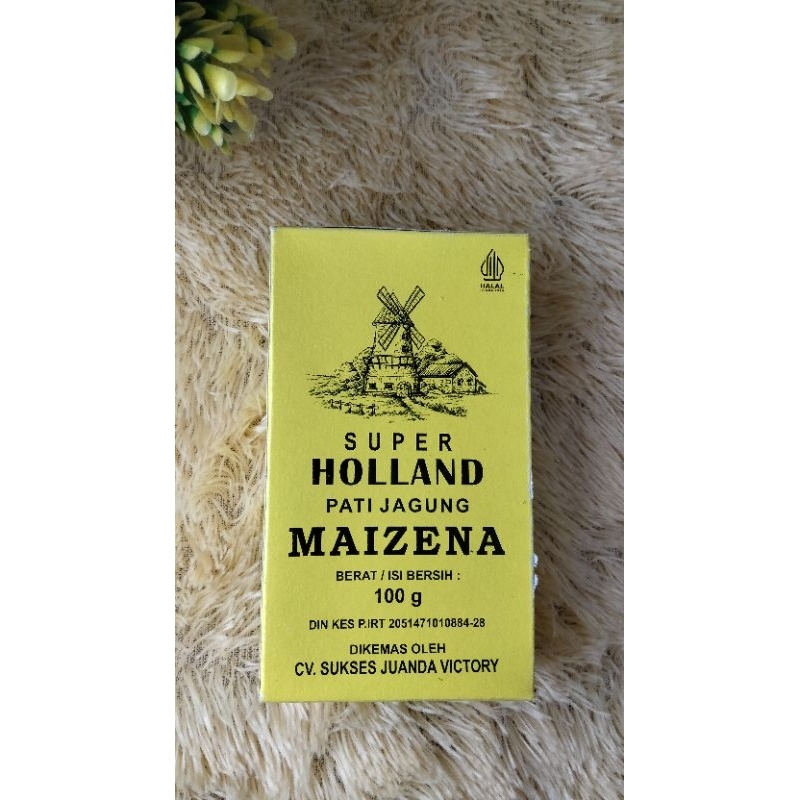 HALAL
SUPER
HOLLAND
PATI JAGUNG
MAIZENA
BERAT / ISI BERSIH :
100 g
DIN KES P.IRT 2051471010884-28
DIKEMAS OLEH
CV. SUKSES JUANDA VICTORY